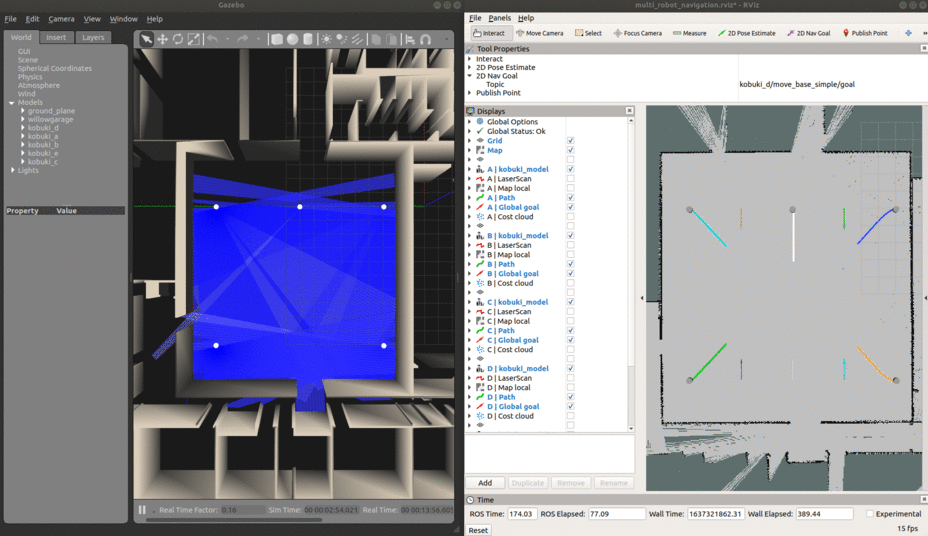 Gazebo
File Edit Camera View Window Help
World Insert Layers
GUI
Scene
Spherical Coordinates
Physics
Atmosphere
Wind
Models
ground_plane
willowgarage
kobuki_d
kobuki_a
kobuki_b
kobuki_e
kobuki_c
Lights
Property Value
Real Time Factor: 0.16 Sim Time: 00 00:02:54.021 Real Time: 00 00:13:56.603
multi_robot_navigation.rviz* - RViz
File Panels Help
Interact Move Camera Select Focus Camera Measure 2D Pose Estimate 2D Nav Goal Publish Point
Tool Properties
Interact
2D Pose Estimate
2D Nav Goal
Topic kobuki_d/move_base_simple/goal
Publish Point
Displays
Global Options
Global Status: Ok
Grid
Map
A | kobuki_model
A | LaserScan
A | Map local
A | Path
A | Global goal
A | Cost cloud
B | kobuki_model
B | LaserScan
B | Map local
B | Path
B | Global goal
B | Cost cloud
C | kobuki_model
C | LaserScan
C | Map local
C | Path
C | Global goal
C | Cost cloud
D | kobuki_model
D | LaserScan
D | Map local
D | Path
D | Global goal
D | Cost cloud
Add Duplicate Remove Rename
Time
ROS Time: 174.03 ROS Elapsed: 77.09 Wall Time: 1637321862.31 Wall Elapsed: 389.44 Experimental
Reset 15 fps